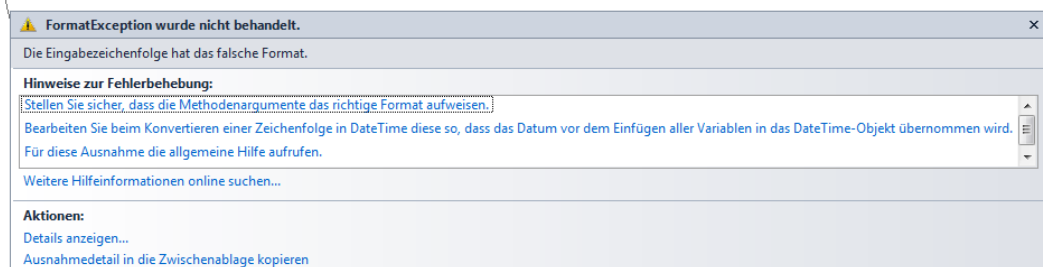 FormatException wurde nicht behandelt.
Die Eingabezeichenfolge hat das falsche Format.
Hinweise zur Fehlerbehebung:
Stellen Sie sicher, dass die Methodenargumente das richtige Format aufweisen.
Bearbeiten Sie beim Konvertieren einer Zeichenfolge in DateTime diese so, dass das Datum vor dem Einfügen aller Variablen in das DateTime-Objekt übernommen wird.
Für diese Ausnahme die allgemeine Hilfe aufrufen.
Weitere Hilfeinformationen online suchen...
Aktionen:
Details anzeigen...
Ausnahmedetail in die Zwischenablage kopieren